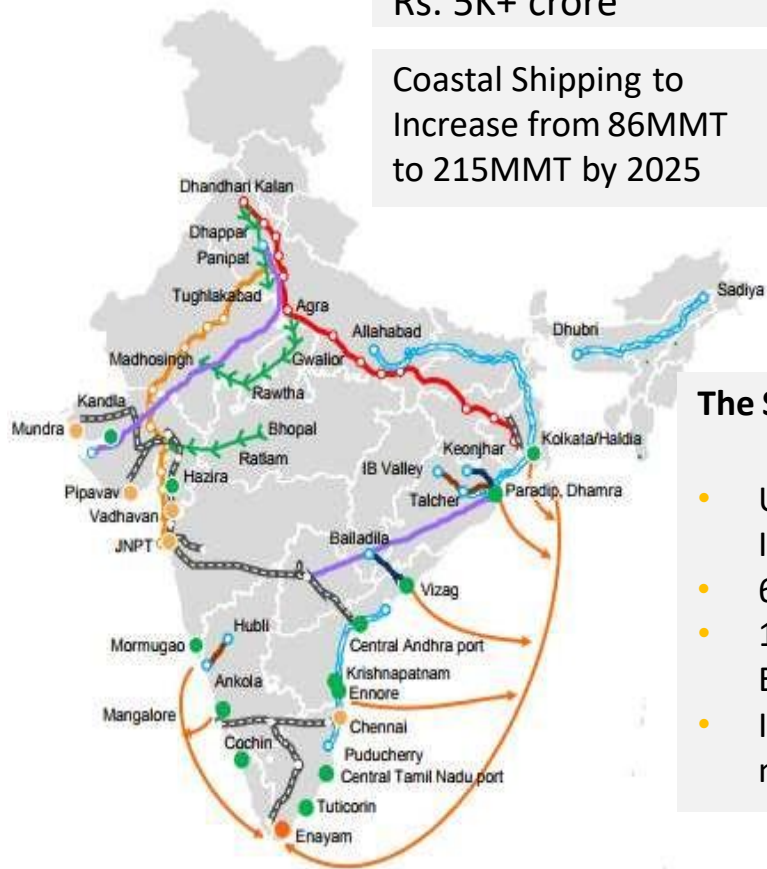 Rs. 5K+ crore
Coastal Shipping to
Increase from 86MMT
to 215MMT by 2025
Dhandhari Kalan
Dhappar
Panipat
Tughlakabad
Agra
Allahabad
Dhubri
Sadiya
Madhosingh
Gwalior
Rawtha
Kandla
Mundra
Bhopal
Ratlam
Keonjhar
Kolkata/Haldia
IB Valley
Hazira
Pipavav
Talcher
Paradip, Dhamra
Vadhavan
JNPT
Bailadila
Vizag
Hubli
Mormugao
Central Andhra port
Krishnapatnam
Ankola
Ennore
Mangalore
Chennai
Cochin
Puducherry
Central Tamil Nadu port
Tuticorin
Enayam
The S
• U
I
• 6
• 1
E
• I